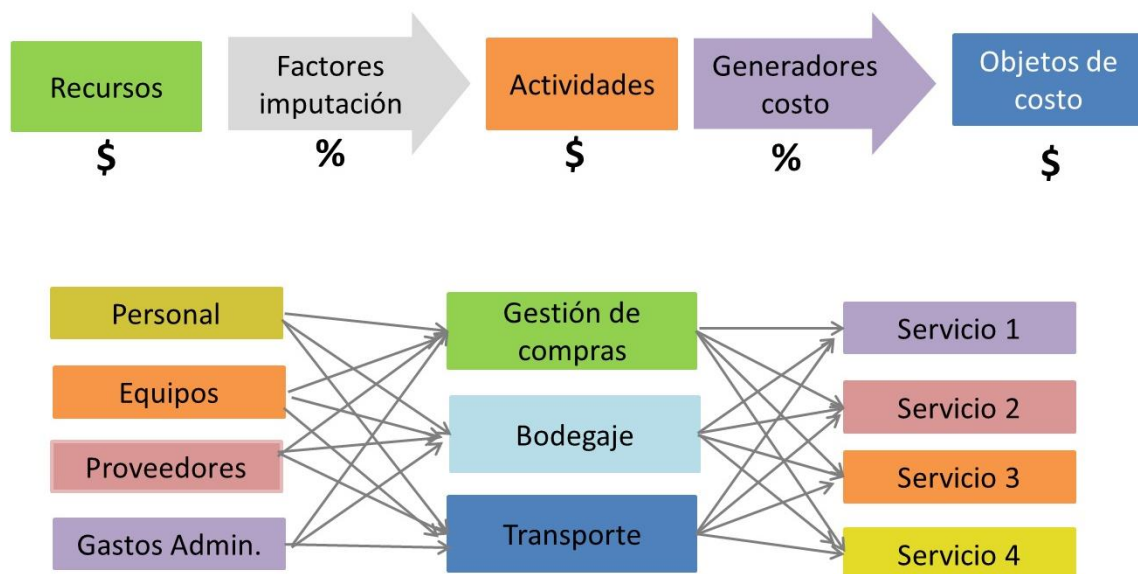 Recursos
Factores
imputación
Actividades
Generadores
costo
Objetos de
costo
$
%
$
%
$
Personal
Equipos
Proveedores
Gastos Admin.
Gestión de
compras
Bodegaje
Transporte
Servicio 1
Servicio 2
Servicio 3
Servicio 4